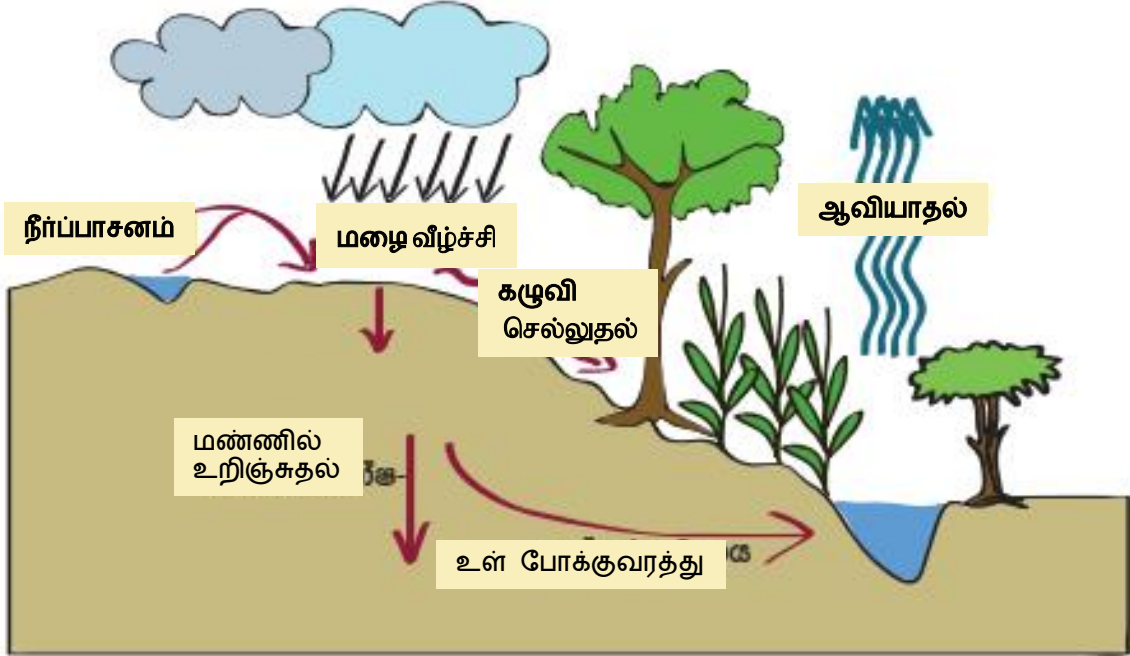 நீர்ப்பாசனம்
மழை வீழ்ச்சி
ஆவியாதல்
கழுவி
செல்லுதல்
மண்ணில்
உறிஞ்சுதல்
உள் போக்குவரத்து